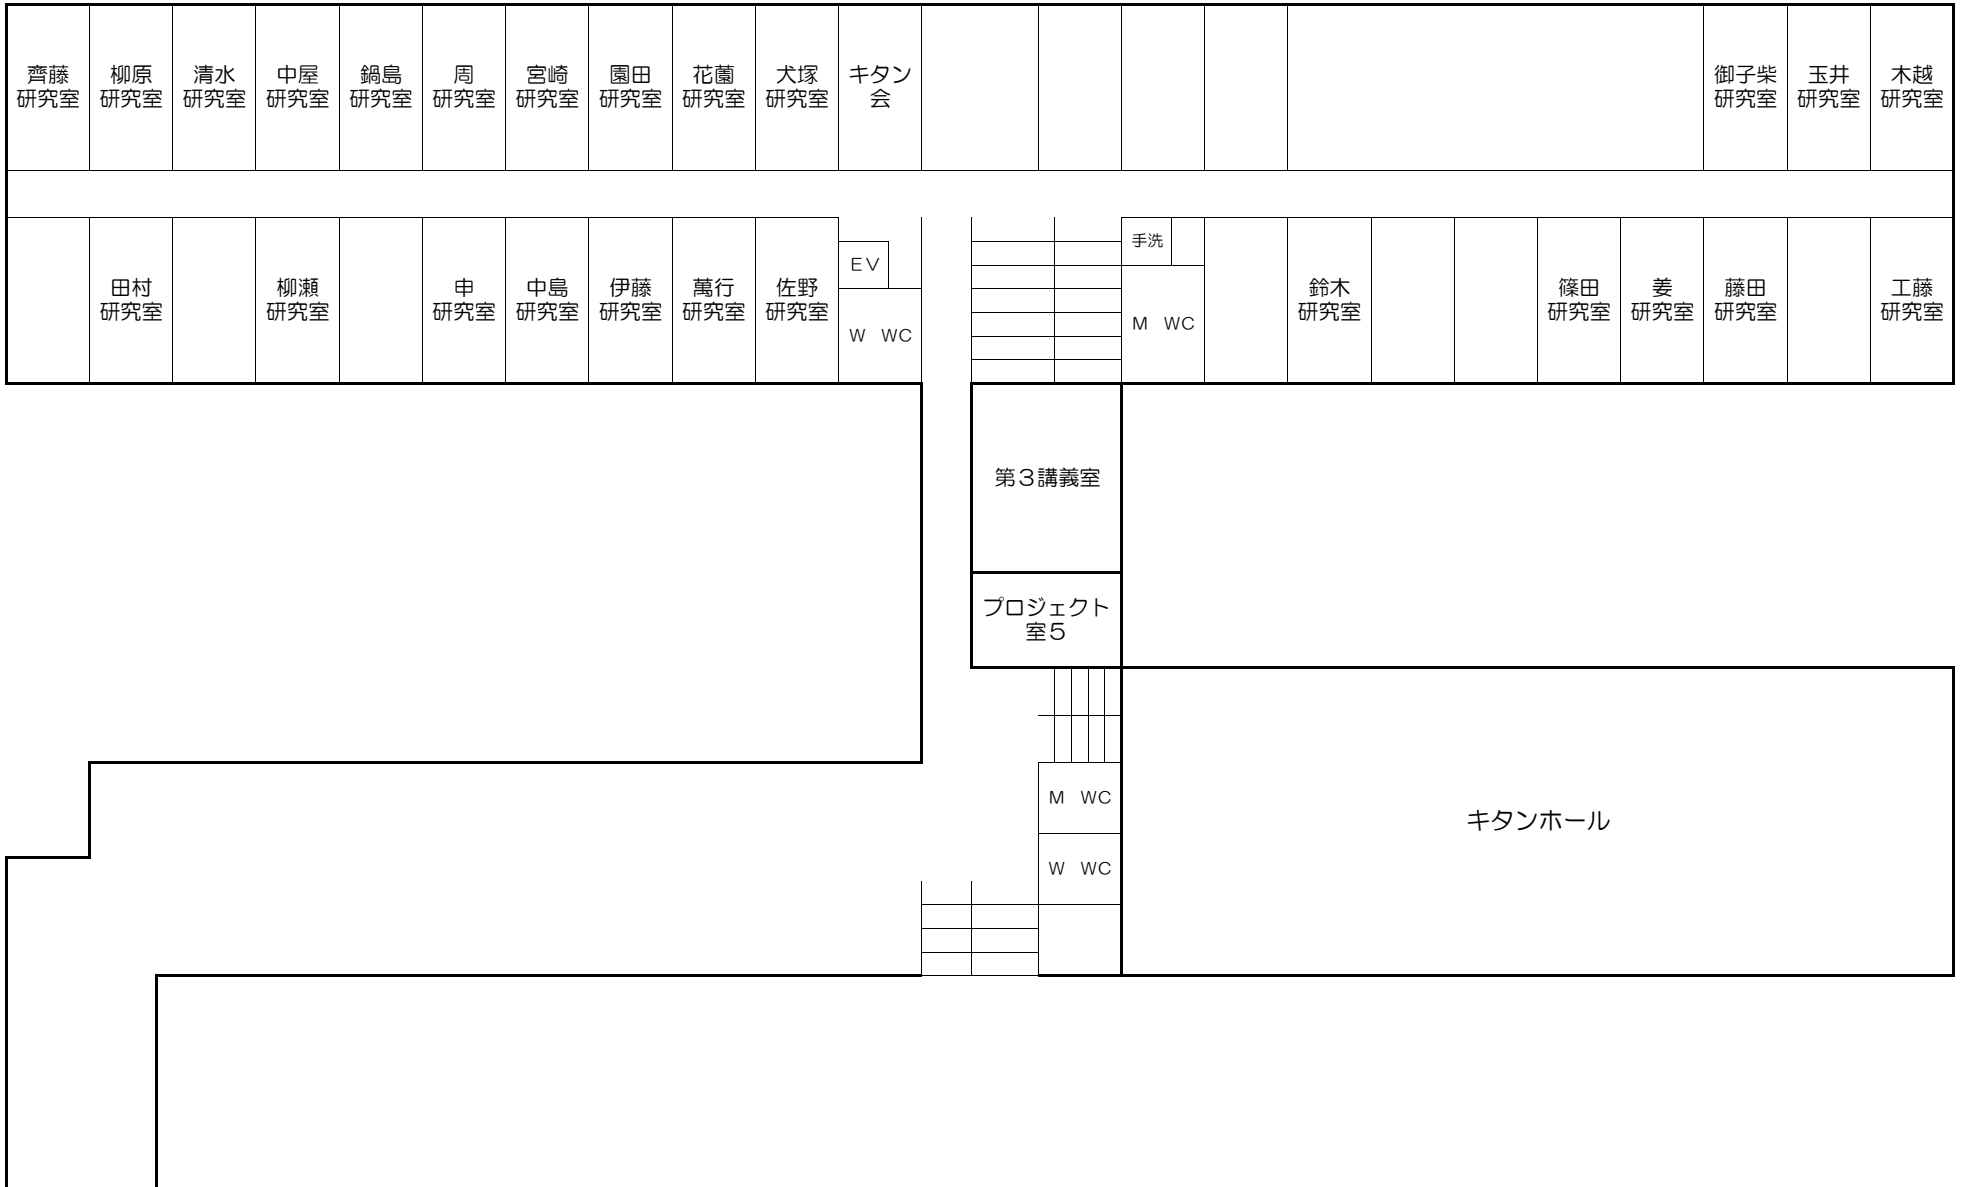 齊藤
研究室
柳原
研究室
清水
研究室
中屋
研究室
鍋島
研究室
周
研究室
宮崎
研究室
園田
研究室
花薗
研究室
犬塚
研究室
キタン
会
御子柴
研究室
玉井
研究室
木越
研究室
田村
研究室
柳瀬
研究室
申
研究室
中島
研究室
伊藤
研究室
萬行
研究室
佐野
研究室
ＥＶ
W WC
手洗
M WC
鈴木
研究室
篠田
研究室
姜
研究室
藤田
研究室
工藤
研究室
第３講義室
プロジェクト
室５
M WC
W WC
キタンホール